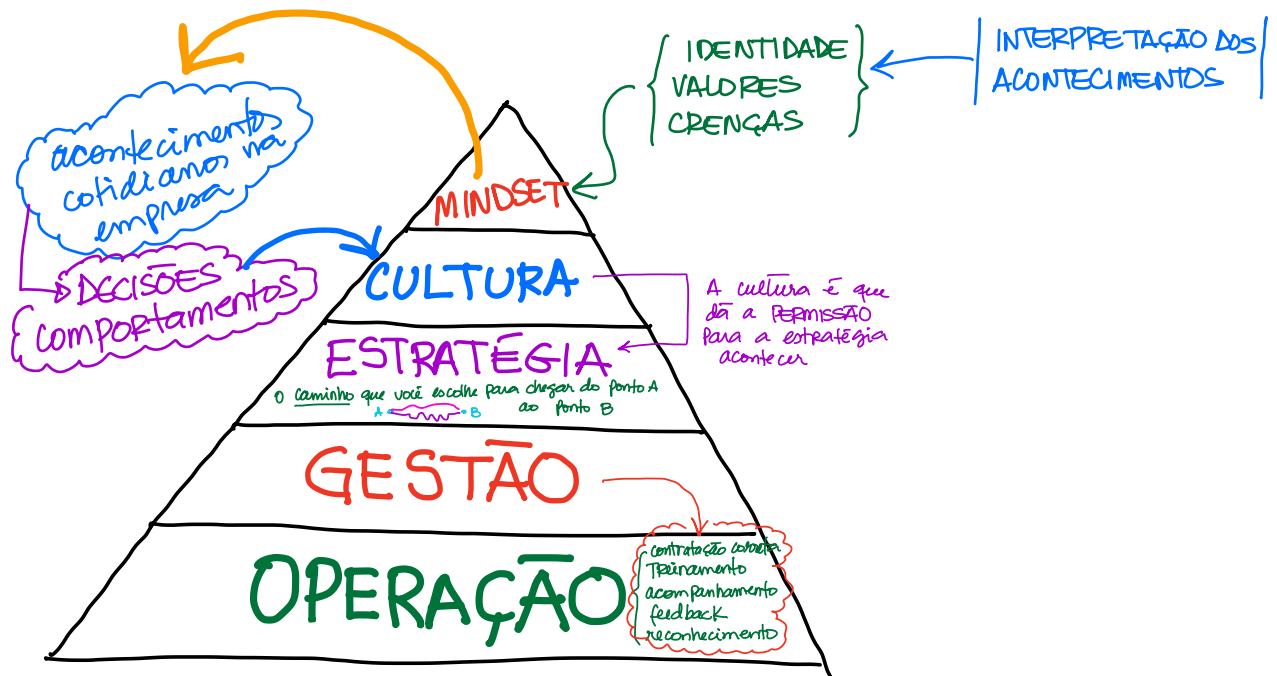 IDENTIDADE
VALORES
CRENÇAS
INTERPRETAÇÃO DOS
ACONTECIMENTOS
acontecimentos
cotidianos na
empresa
DECISÕES
comportamentos
MINDSET
CULTURA
A cultura é que
dá a PERMISSÃO
para a estratégia
acontecer
ESTRATÉGIA
O caminho que você escolhe para chegar do ponto A
ao ponto B
A B
GESTÃO
OPERAÇÃO
contratação correta
Treinamento
acompanhamento
feedback
reconhecimento